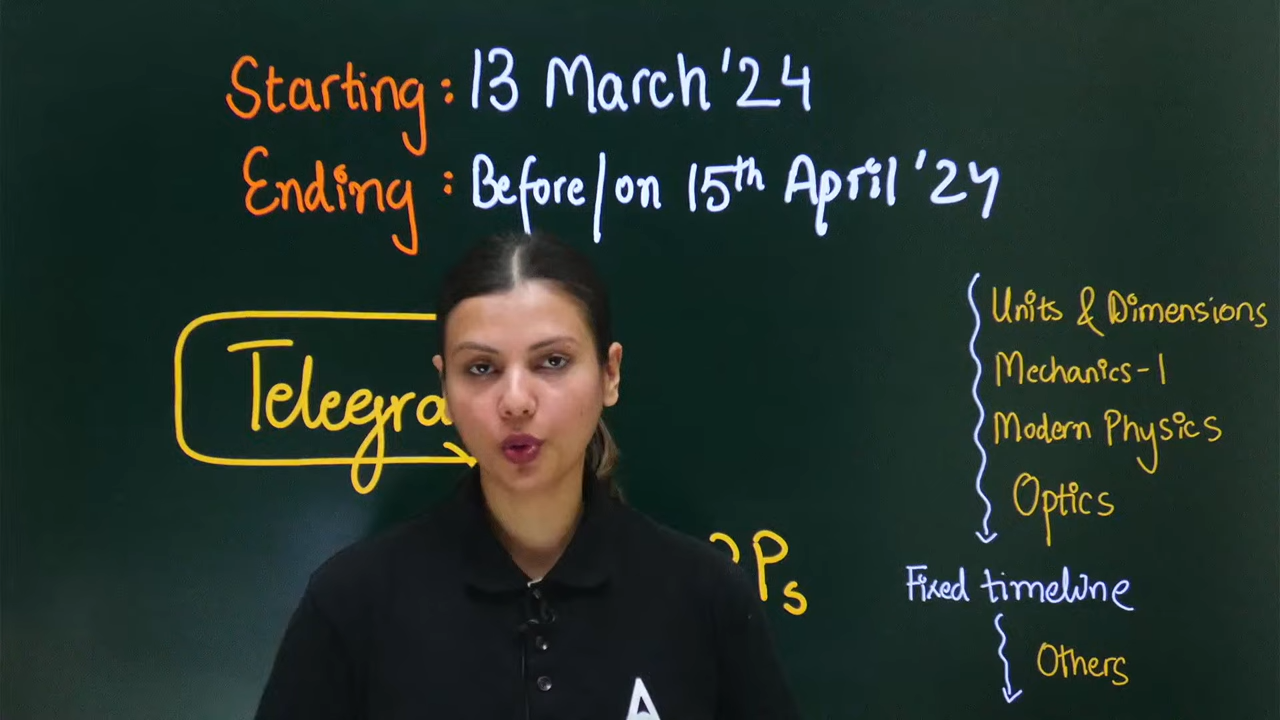 Starting : 13 March '24
Ending : Before/on 15th April '24
Units & Dimensions
Mechanics-1
Modern Physics
Optics
Fixed timeline
Others